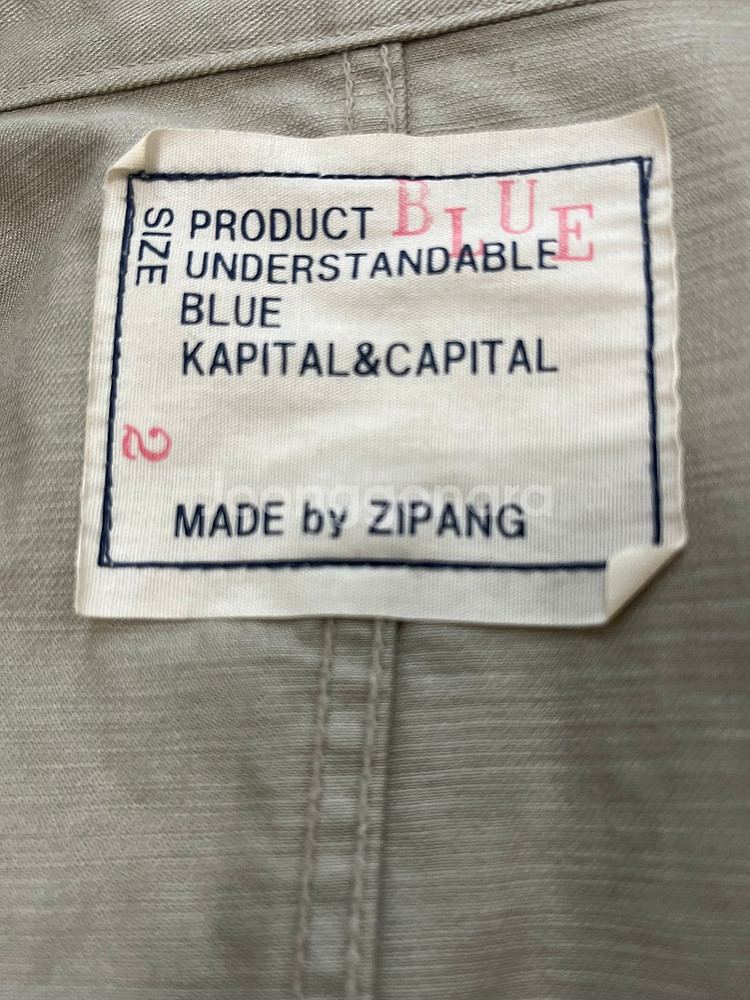 PRODUCT BLUE
UNDERSTANDABLE
BLUE
KAPITAL&CAPITAL
SIZE 2
MADE by ZIPANG